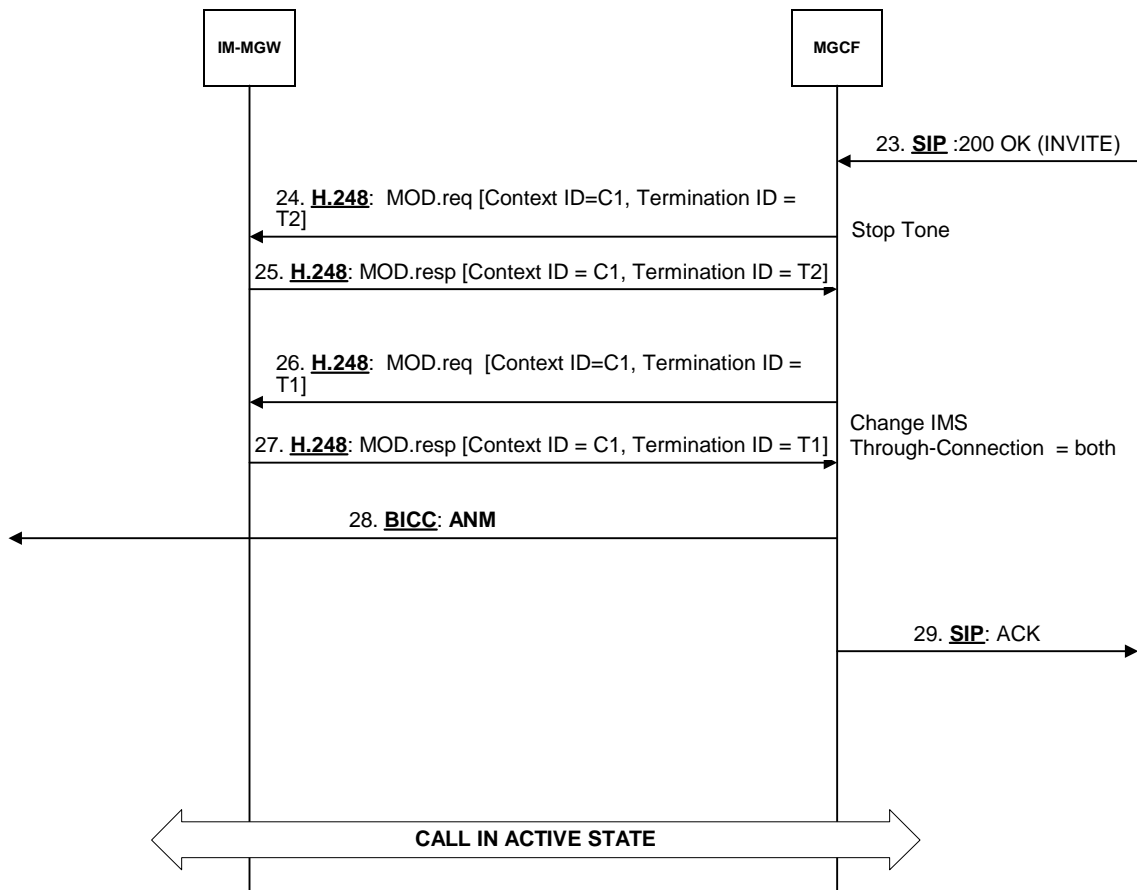 IM-MGW
MGCF
23. SIP :200 OK (INVITE)
24. H.248: MOD.req [Context ID=C1, Termination ID =
T2]
Stop Tone
25. H.248: MOD.resp [Context ID = C1, Termination ID = T2]
26. H.248: MOD.req [Context ID=C1, Termination ID =
T1]
Change IMS
Through-Connection = both
27. H.248: MOD.resp [Context ID = C1, Termination ID = T1]
28. BICC: ANM
29. SIP: ACK
CALL IN ACTIVE STATE